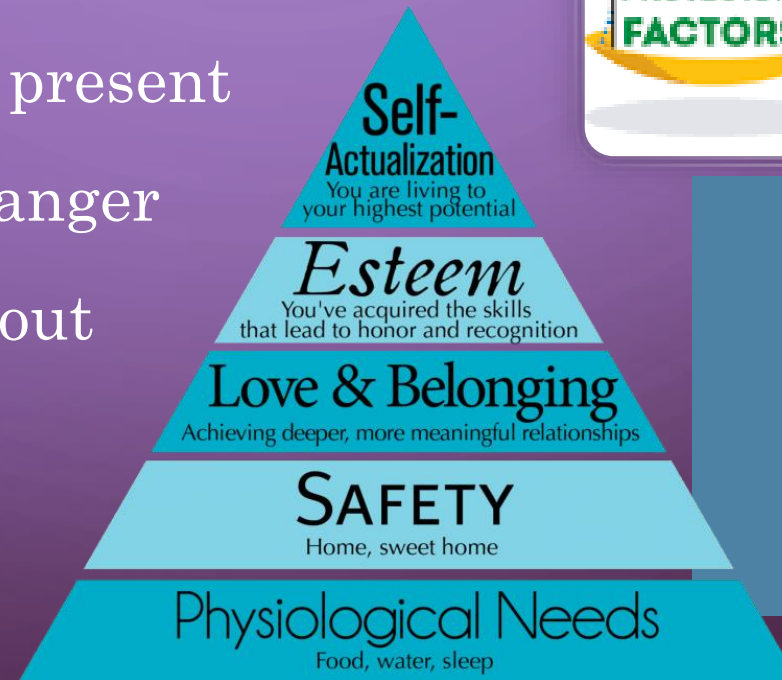 present
anger
out
FACTORS
Self-
Actualization
You are living to
your highest potential
Esteem
You've acquired the skills
that lead to honor and recognition
Love & Belonging
Achieving deeper, more meaningful relationships
SAFETY
Home, sweet home
Physiological Needs
Food, water, sleep